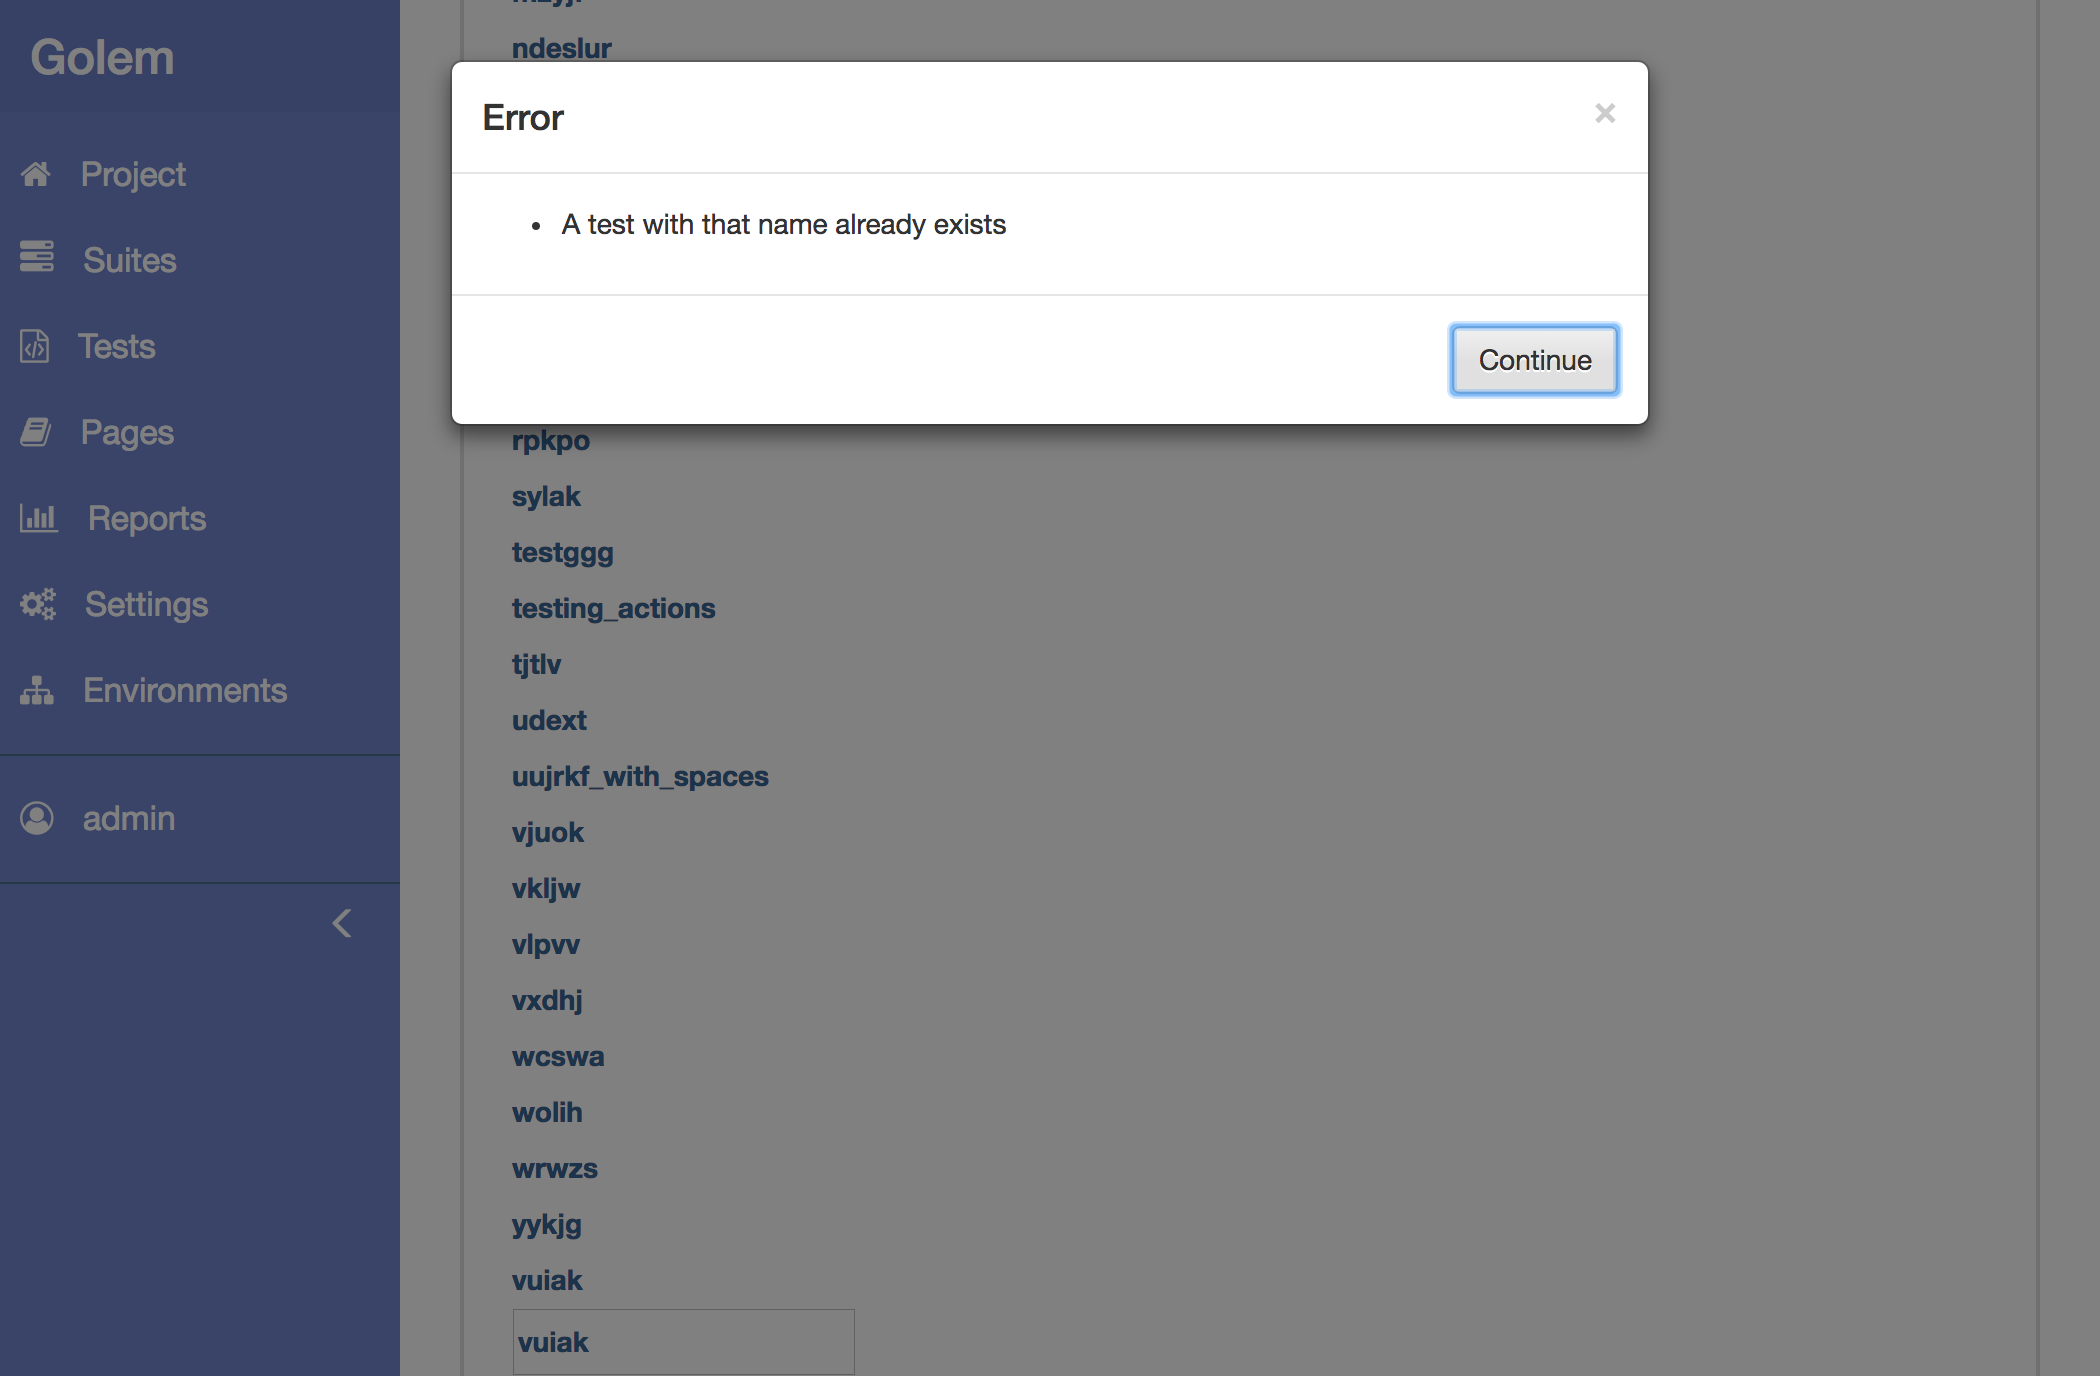 Golem
Project
Suites
Tests
Pages
Reports
Settings
Environments
admin
ndeslur
Error
×
• A test with that name already exists
Continue
rpkpo
sylak
testggg
testing_actions
tjtlv
udext
uujrkf_with_spaces
vjuok
vkljw
vlpvv
vxdhj
wcswa
wolih
wrwzs
yykjg
vuiak
vuiak